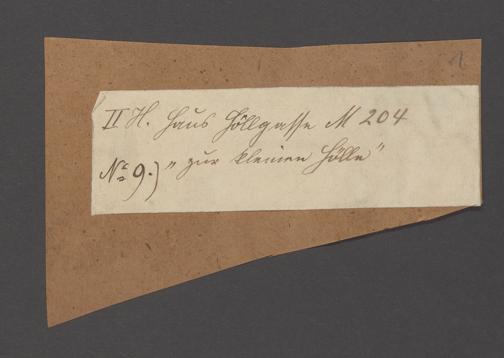 1
II H. Haus Höllgasse M 204
No 9.) "zur kleinen Hölle"